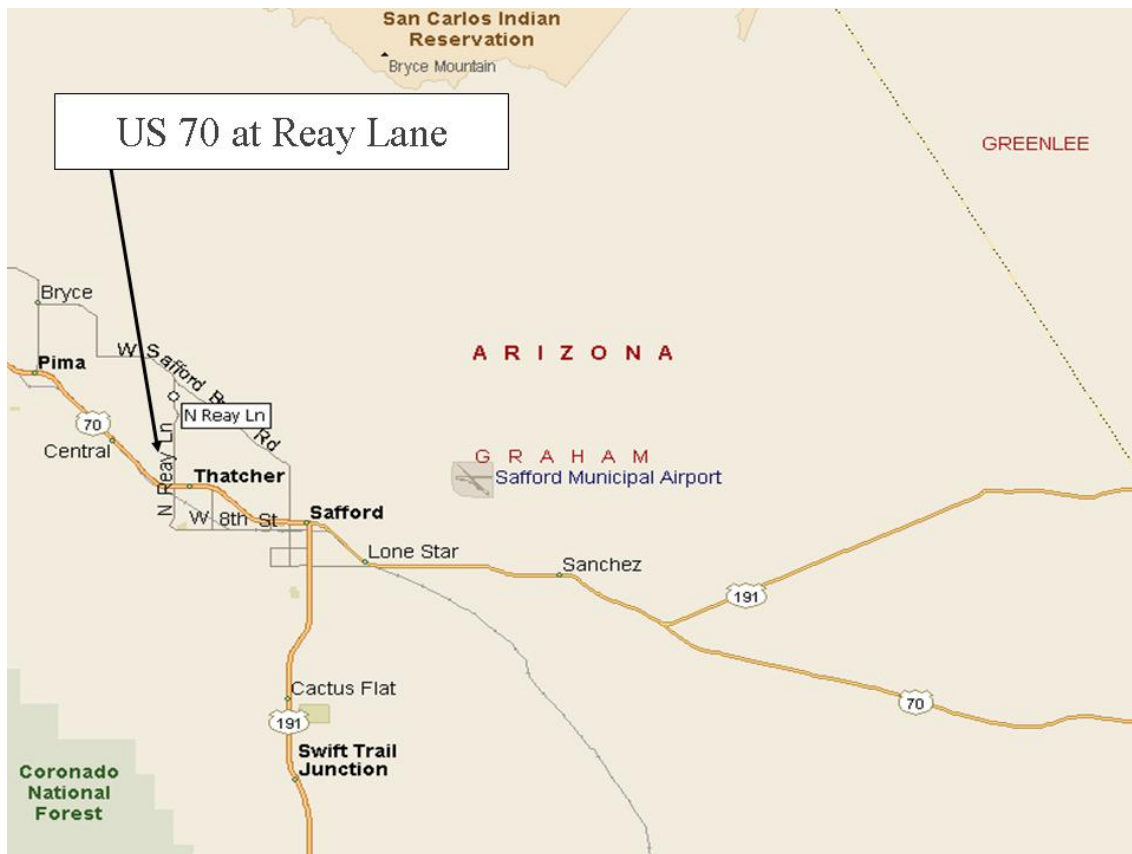 San Carlos Indian
Reservation
Bryce Mountain
US 70 at Reay Lane
GREENLEE
Bryce
ARIZONA
W Safford B Rd
Pima
N Reay Ln
70
Central
N Reay Ln
GRAHAM
Thatcher
Safford Municipal Airport
W 8th St
Safford
Lone Star
Sanchez
191
Cactus Flat
70
191
Swift Trail
Junction
Coronado
National
Forest